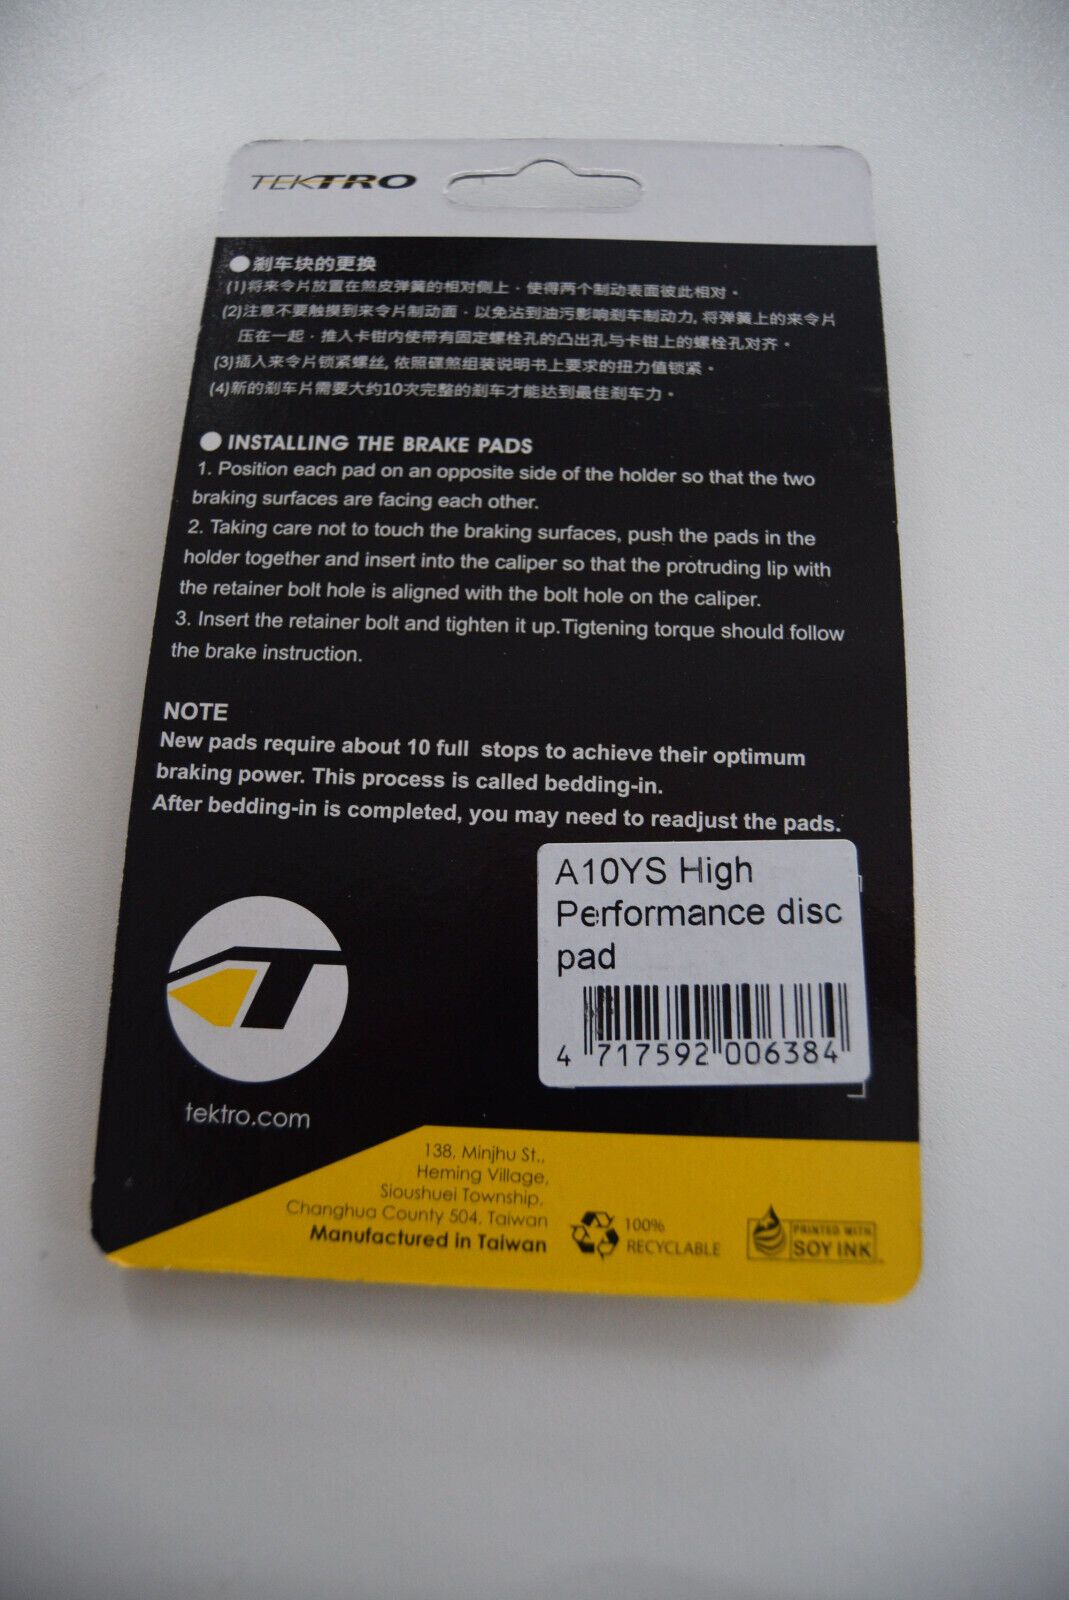 TEKTRO
●刹车块的更换
(1)将来令片放置在煞皮弹簧的相对侧上，使得两个制动表面彼此相对。
(2)注意不要触摸到来令片制动面，以免沾到油污影响刹车制动力, 将弹簧上的来令片
压在一起，推入卡钳内使带有固定螺栓孔的凸出孔与卡钳上的螺栓孔对齐。
(3)插入来令片锁紧螺丝, 依照碟煞组装说明书上要求的扭力值锁紧。
(4)新的刹车片需要大约10次完整的刹车才能达到最佳刹车力。
● INSTALLING THE BRAKE PADS
1. Position each pad on an opposite side of the holder so that the two
braking surfaces are facing each other.
2. Taking care not to touch the braking surfaces, push the pads in the
holder together and insert into the caliper so that the protruding lip with
the retainer bolt hole is aligned with the bolt hole on the caliper.
3. Insert the retainer bolt and tighten it up.Tigtening torque should follow
the brake instruction.
NOTE
New pads require about 10 full stops to achieve their optimum
braking power. This process is called bedding-in.
After bedding-in is completed, you may need to readjust the pads.
A10YS High
Performance disc
pad
4 717592 006384
tektro.com
138, Minjhu St.,
Heming Village,
Sioushuei Township,
Changhua County 504, Taiwan
Manufactured in Taiwan
100%
RECYCLABLE
PRINTED WITH
SOY INK